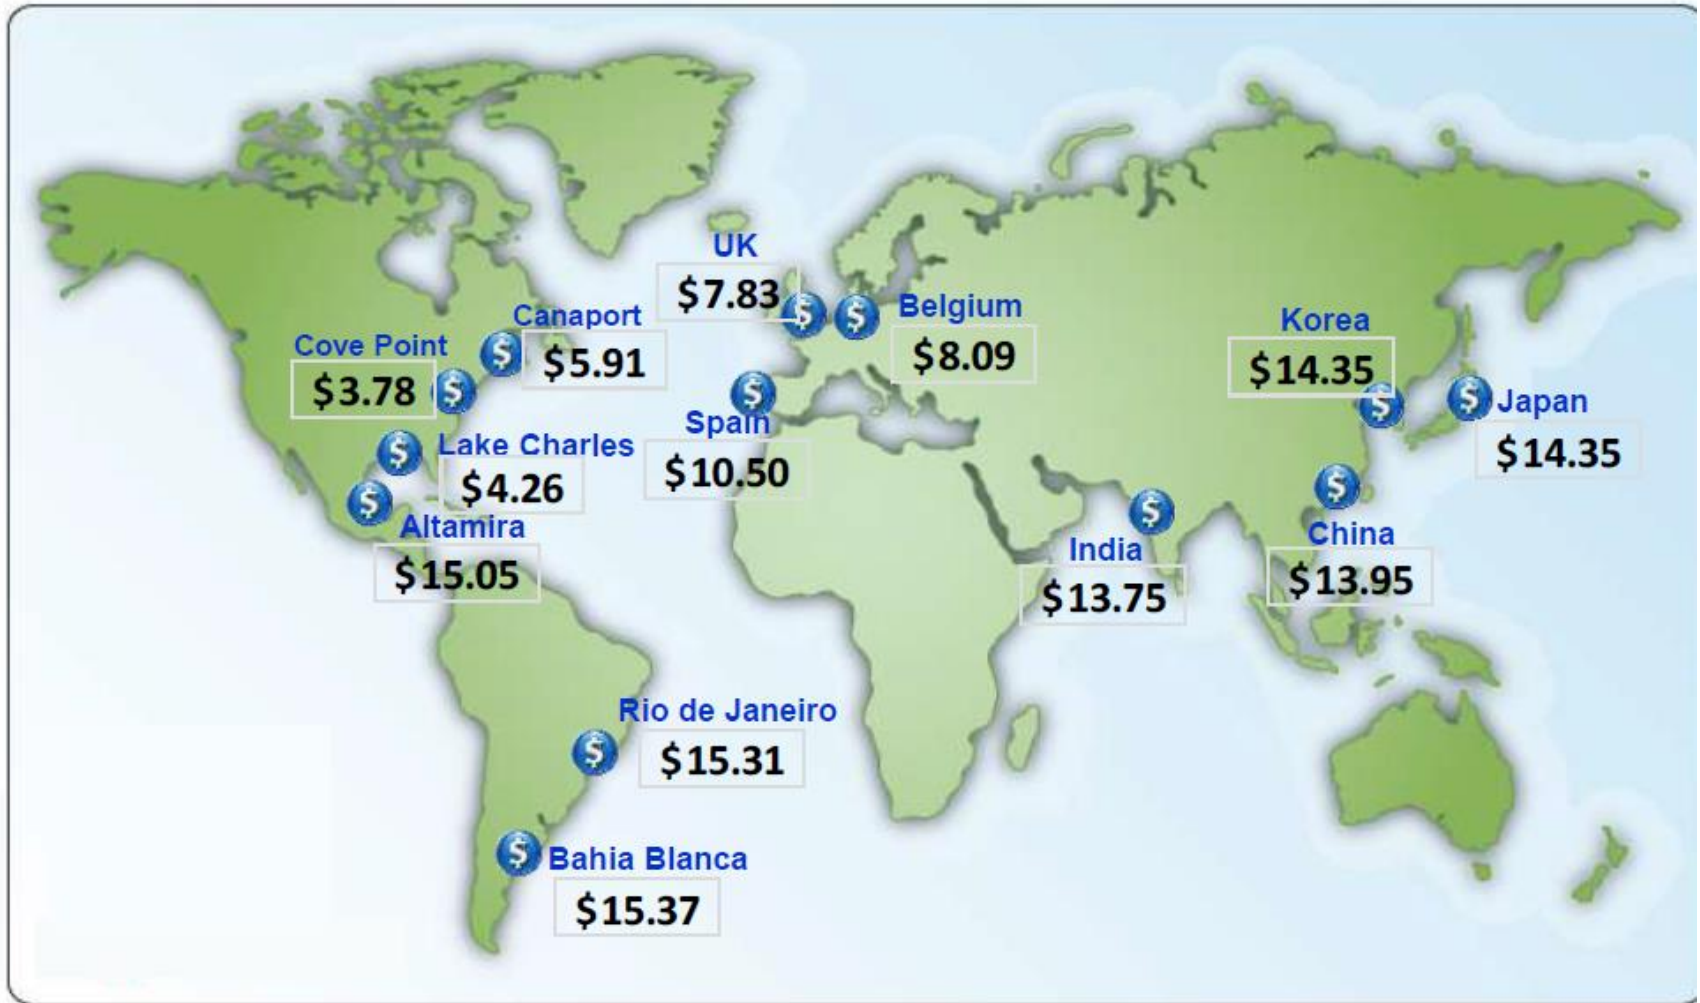 UK
$7.83
Belgium
$8.09
Canaport
$5.91
Cove Point
$3.78
Korea
$14.35
Japan
$14.35
Spain
$10.50
Lake Charles
$4.26
Altamira
$15.05
India
$13.75
China
$13.95
Rio de Janeiro
$15.31
Bahia Blanca
$15.37